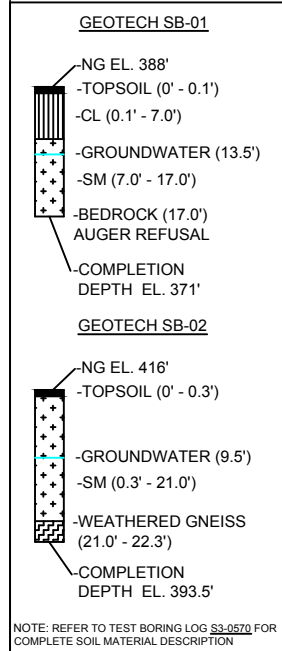 GEOTECH SB-01
-NG EL. 388'
-TOPSOIL (0' - 0.1')
-CL (0.1' - 7.0')
-GROUNDWATER (13.5')
-SM (7.0' - 17.0')
-BEDROCK (17.0')
AUGER REFUSAL
-COMPLETION
DEPTH EL. 371'
GEOTECH SB-02
-NG EL. 416'
-TOPSOIL (0' - 0.3')
-GROUNDWATER (9.5')
-SM (0.3' - 21.0')
-WEATHERED GNEISS
(21.0' - 22.3')
-COMPLETION
DEPTH EL. 393.5'
NOTE: REFER TO TEST BORING LOG S3-0570 FOR
COMPLETE SOIL MATERIAL DESCRIPTION